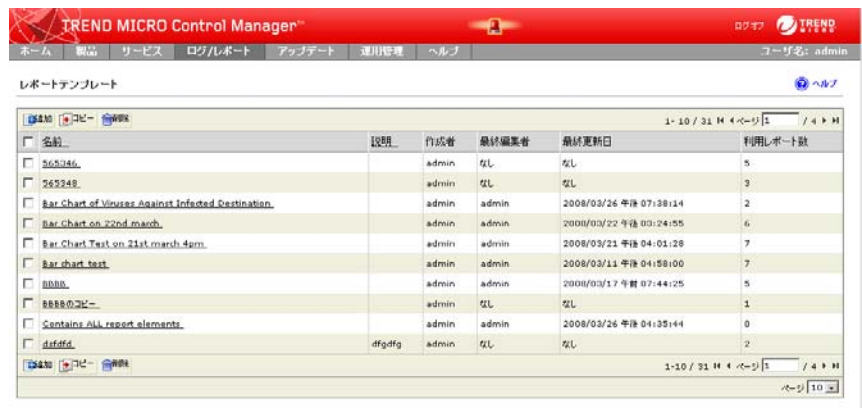 TREND MICRO Control Manager™
ログオフ TREND MICRO
ホーム 製品 サービス ログ/レポート アップデート 運用管理 ヘルプ ユーザ名: admin
レポートテンプレート ヘルプ
追加 コピー 削除 1- 10 / 31 ページ 1 / 4
名前 説明 作成者 最終編集者 最終更新日 利用レポート数
565346 admin なし なし 5
565348 admin なし なし 3
Bar Chart of Viruses Against Infected Destination admin admin 2008/03/26 午後 07:38:14 2
Bar Chart on 22nd march admin admin 2008/03/22 午後 03:24:55 6
Bar Chart Test on 21st march 4pm admin admin 2008/03/21 午後 04:01:28 7
Bar chart test admin admin 2008/03/11 午後 04:58:00 7
BBBB admin admin 2008/03/17 午前 07:44:25 5
BBBBのコピー admin なし なし 1
Contains ALL report elements admin admin 2008/03/26 午後 04:35:44 0
dsfdfd dfgdfg admin なし なし 2
追加 コピー 削除 1-10 / 31 ページ 1 / 4
ページ 10